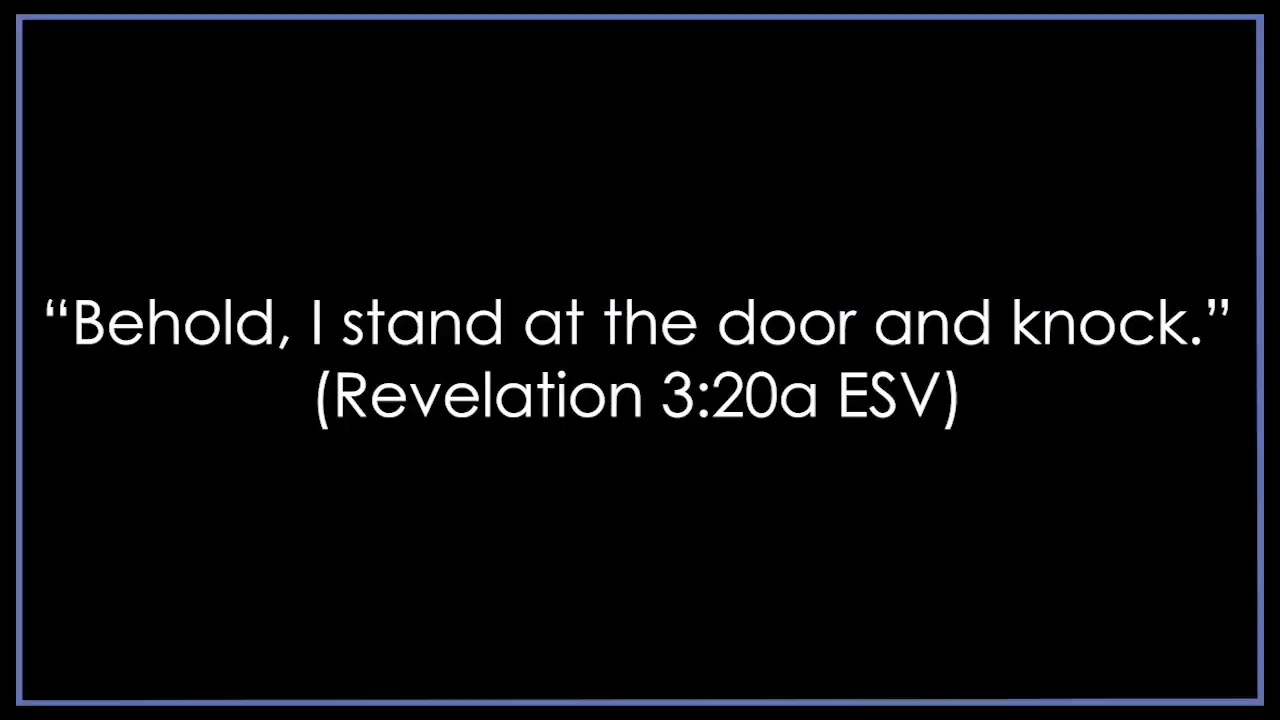 “Behold, I stand at the door and knock.”
(Revelation 3:20a ESV)